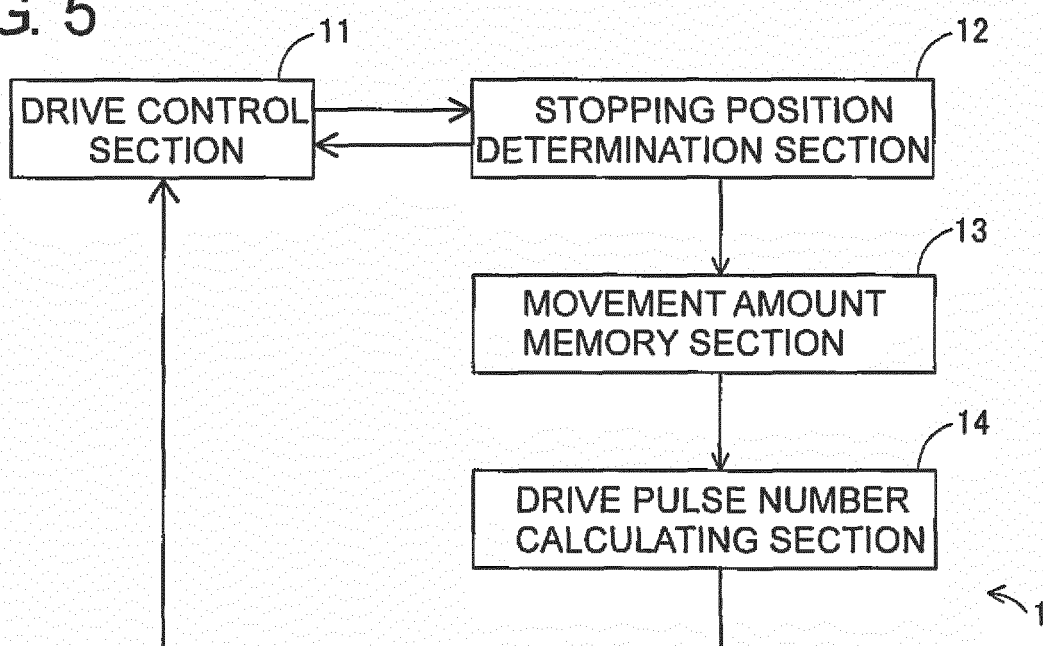 G. 5
11
12
DRIVE CONTROL
SECTION
STOPPING POSITION
DETERMINATION SECTION
13
MOVEMENT AMOUNT
MEMORY SECTION
14
DRIVE PULSE NUMBER
CALCULATING SECTION
1